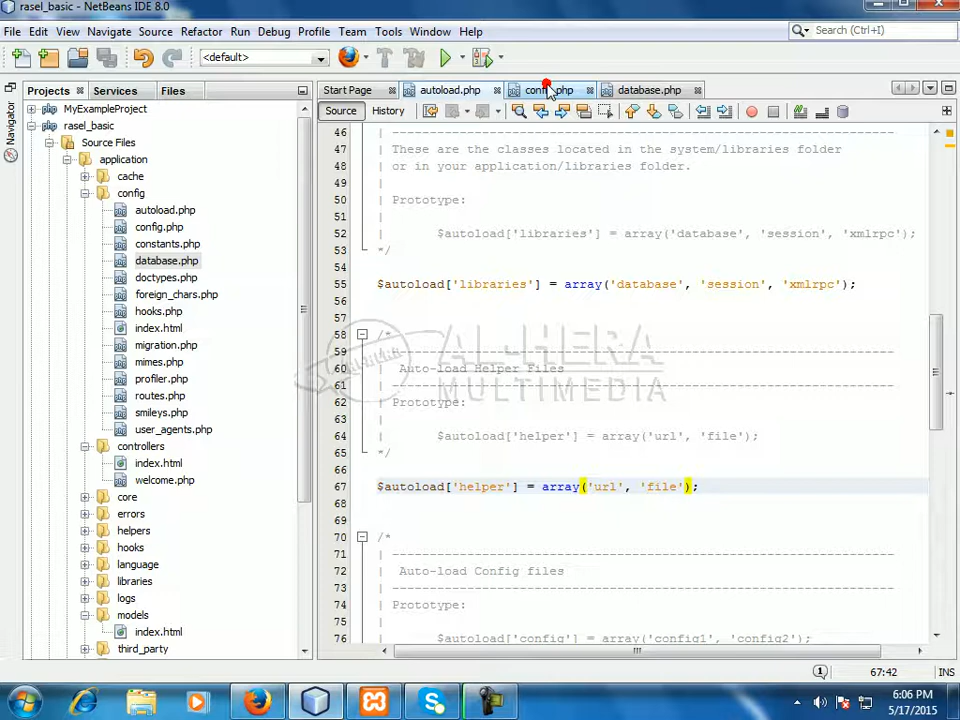 rasel_basic - NetBeans IDE 8.0
File Edit View Navigate Source Refactor Run Debug Profile Team Tools Window Help
Search (Ctrl+I)
<default>
Projects Services Files
Start Page autoload.php config.php database.php
Source History
Navigator
MyExampleProject
rasel_basic
Source Files
application
cache
config
autoload.php
config.php
constants.php
database.php
doctypes.php
foreign_chars.php
hooks.php
index.html
migration.php
mimes.php
profiler.php
routes.php
smileys.php
user_agents.php
controllers
index.html
welcome.php
core
errors
helpers
hooks
language
libraries
logs
models
index.html
third_party
46 | -------------------------------------------------------------------
47 | These are the classes located in the system/libraries folder
48 | or in your application/libraries folder.
49 |
50 | Prototype:
51 |
52 | $autoload['libraries'] = array('database', 'session', 'xmlrpc');
53 */
54
55 $autoload['libraries'] = array('database', 'session', 'xmlrpc');
56
57
58 /*
59 | -------------------------------------------------------------------
60 | Auto-load Helper Files
61 | -------------------------------------------------------------------
62 | Prototype:
63 |
64 | $autoload['helper'] = array('url', 'file');
65 */
66
67 $autoload['helper'] = array('url', 'file');
68
69
70 /*
71 | -------------------------------------------------------------------
72 | Auto-load Config files
73 | -------------------------------------------------------------------
74 | Prototype:
75 |
76 | $autoload['config'] = array('config1', 'config2');
AL-HERA
MULTIMEDIA
1 67:42 INS
6:06 PM
5/17/2015